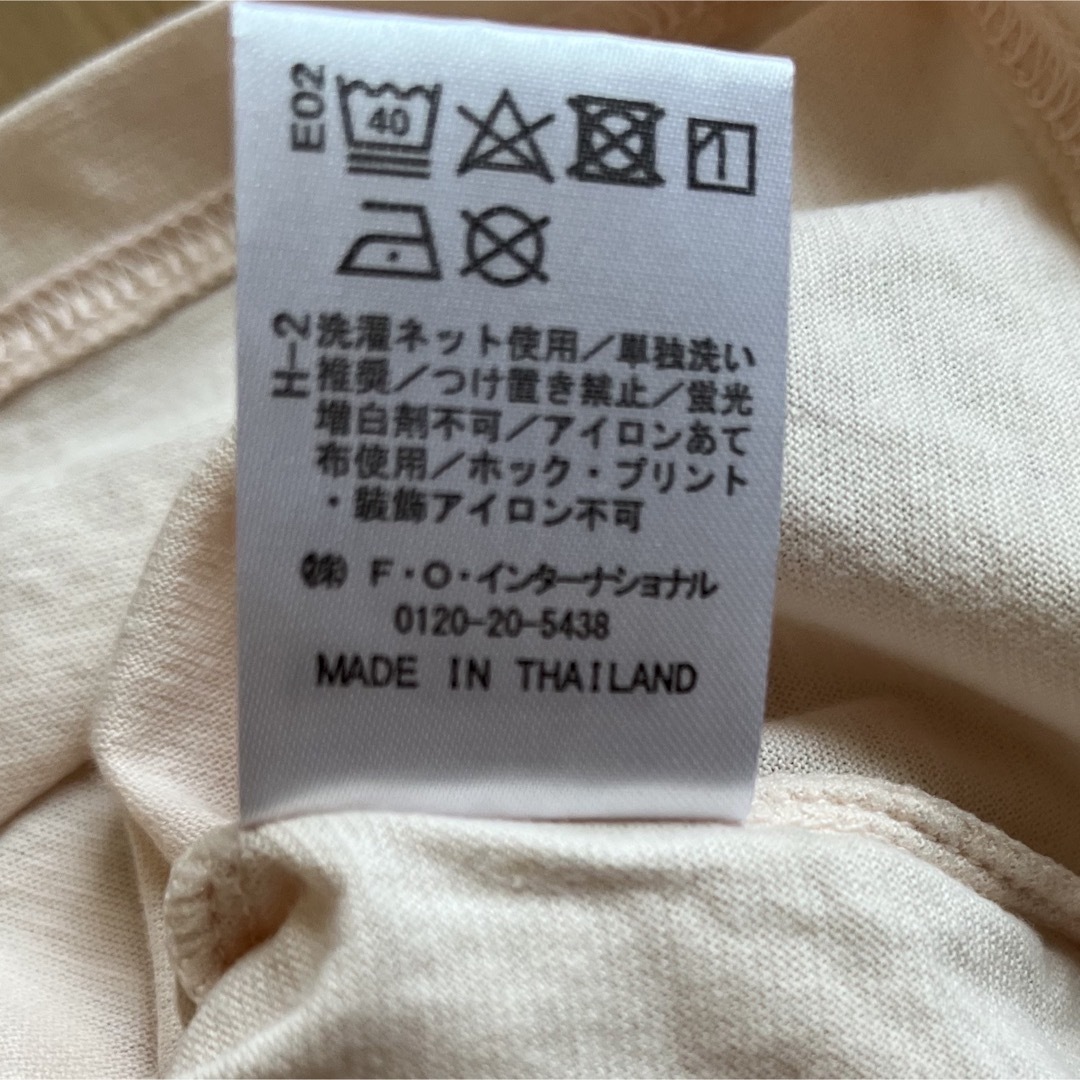 E02
40
H-2
洗濯ネット使用/単独洗い
推奨/つけ置き禁止/蛍光
増白剤不可/アイロンあて
布使用/ホック・プリント
・装飾アイロン不可
㈱ F・O・インターナショナル
0120-20-5438
MADE IN THAILAND